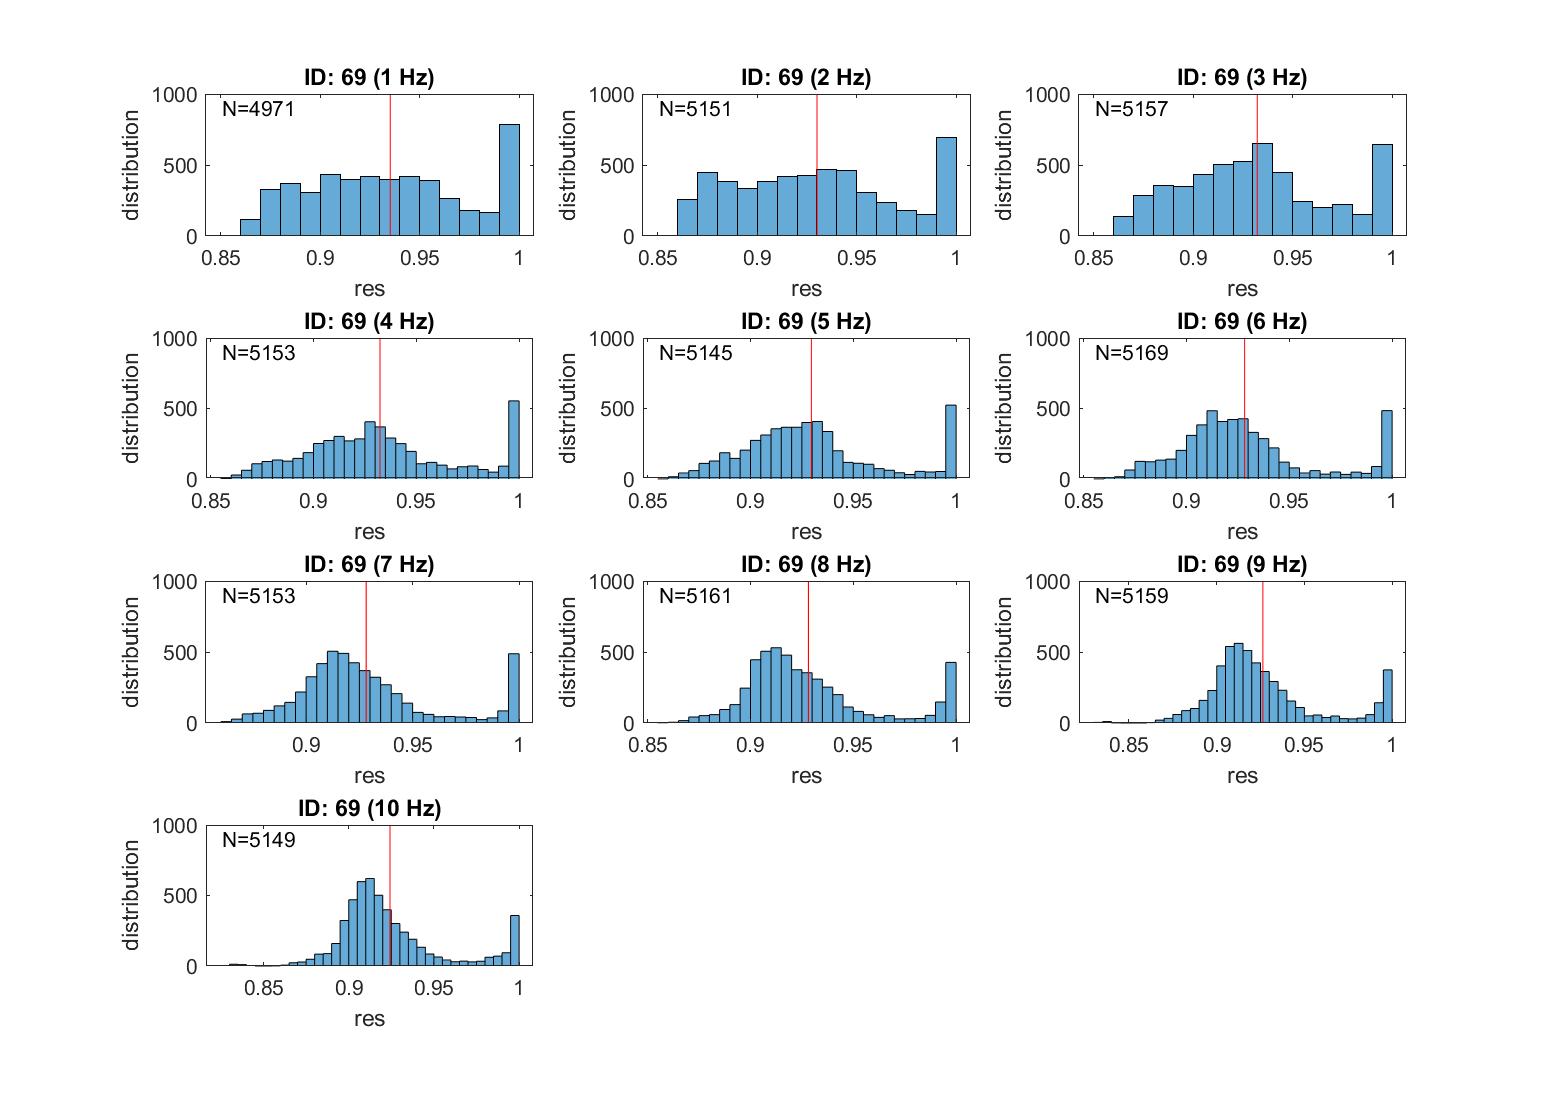 ID: 69 (1 Hz)
N=4971
distribution
1000
500
0
0.85 0.9 0.95 1
res
ID: 69 (2 Hz)
N=5151
distribution
1000
500
0
0.85 0.9 0.95 1
res
ID: 69 (3 Hz)
N=5157
distribution
1000
500
0
0.85 0.9 0.95 1
res
ID: 69 (4 Hz)
N=5153
distribution
1000
500
0
0.85 0.9 0.95 1
res
ID: 69 (5 Hz)
N=5145
distribution
1000
500
0
0.85 0.9 0.95 1
res
ID: 69 (6 Hz)
N=5169
distribution
1000
500
0
0.85 0.9 0.95 1
res
ID: 69 (7 Hz)
N=5153
distribution
1000
500
0
0.9 0.95 1
res
ID: 69 (8 Hz)
N=5161
distribution
1000
500
0
0.85 0.9 0.95 1
res
ID: 69 (9 Hz)
N=5159
distribution
1000
500
0
0.85 0.9 0.95 1
res
ID: 69 (10 Hz)
N=5149
distribution
1000
500
0
0.85 0.9 0.95 1
res